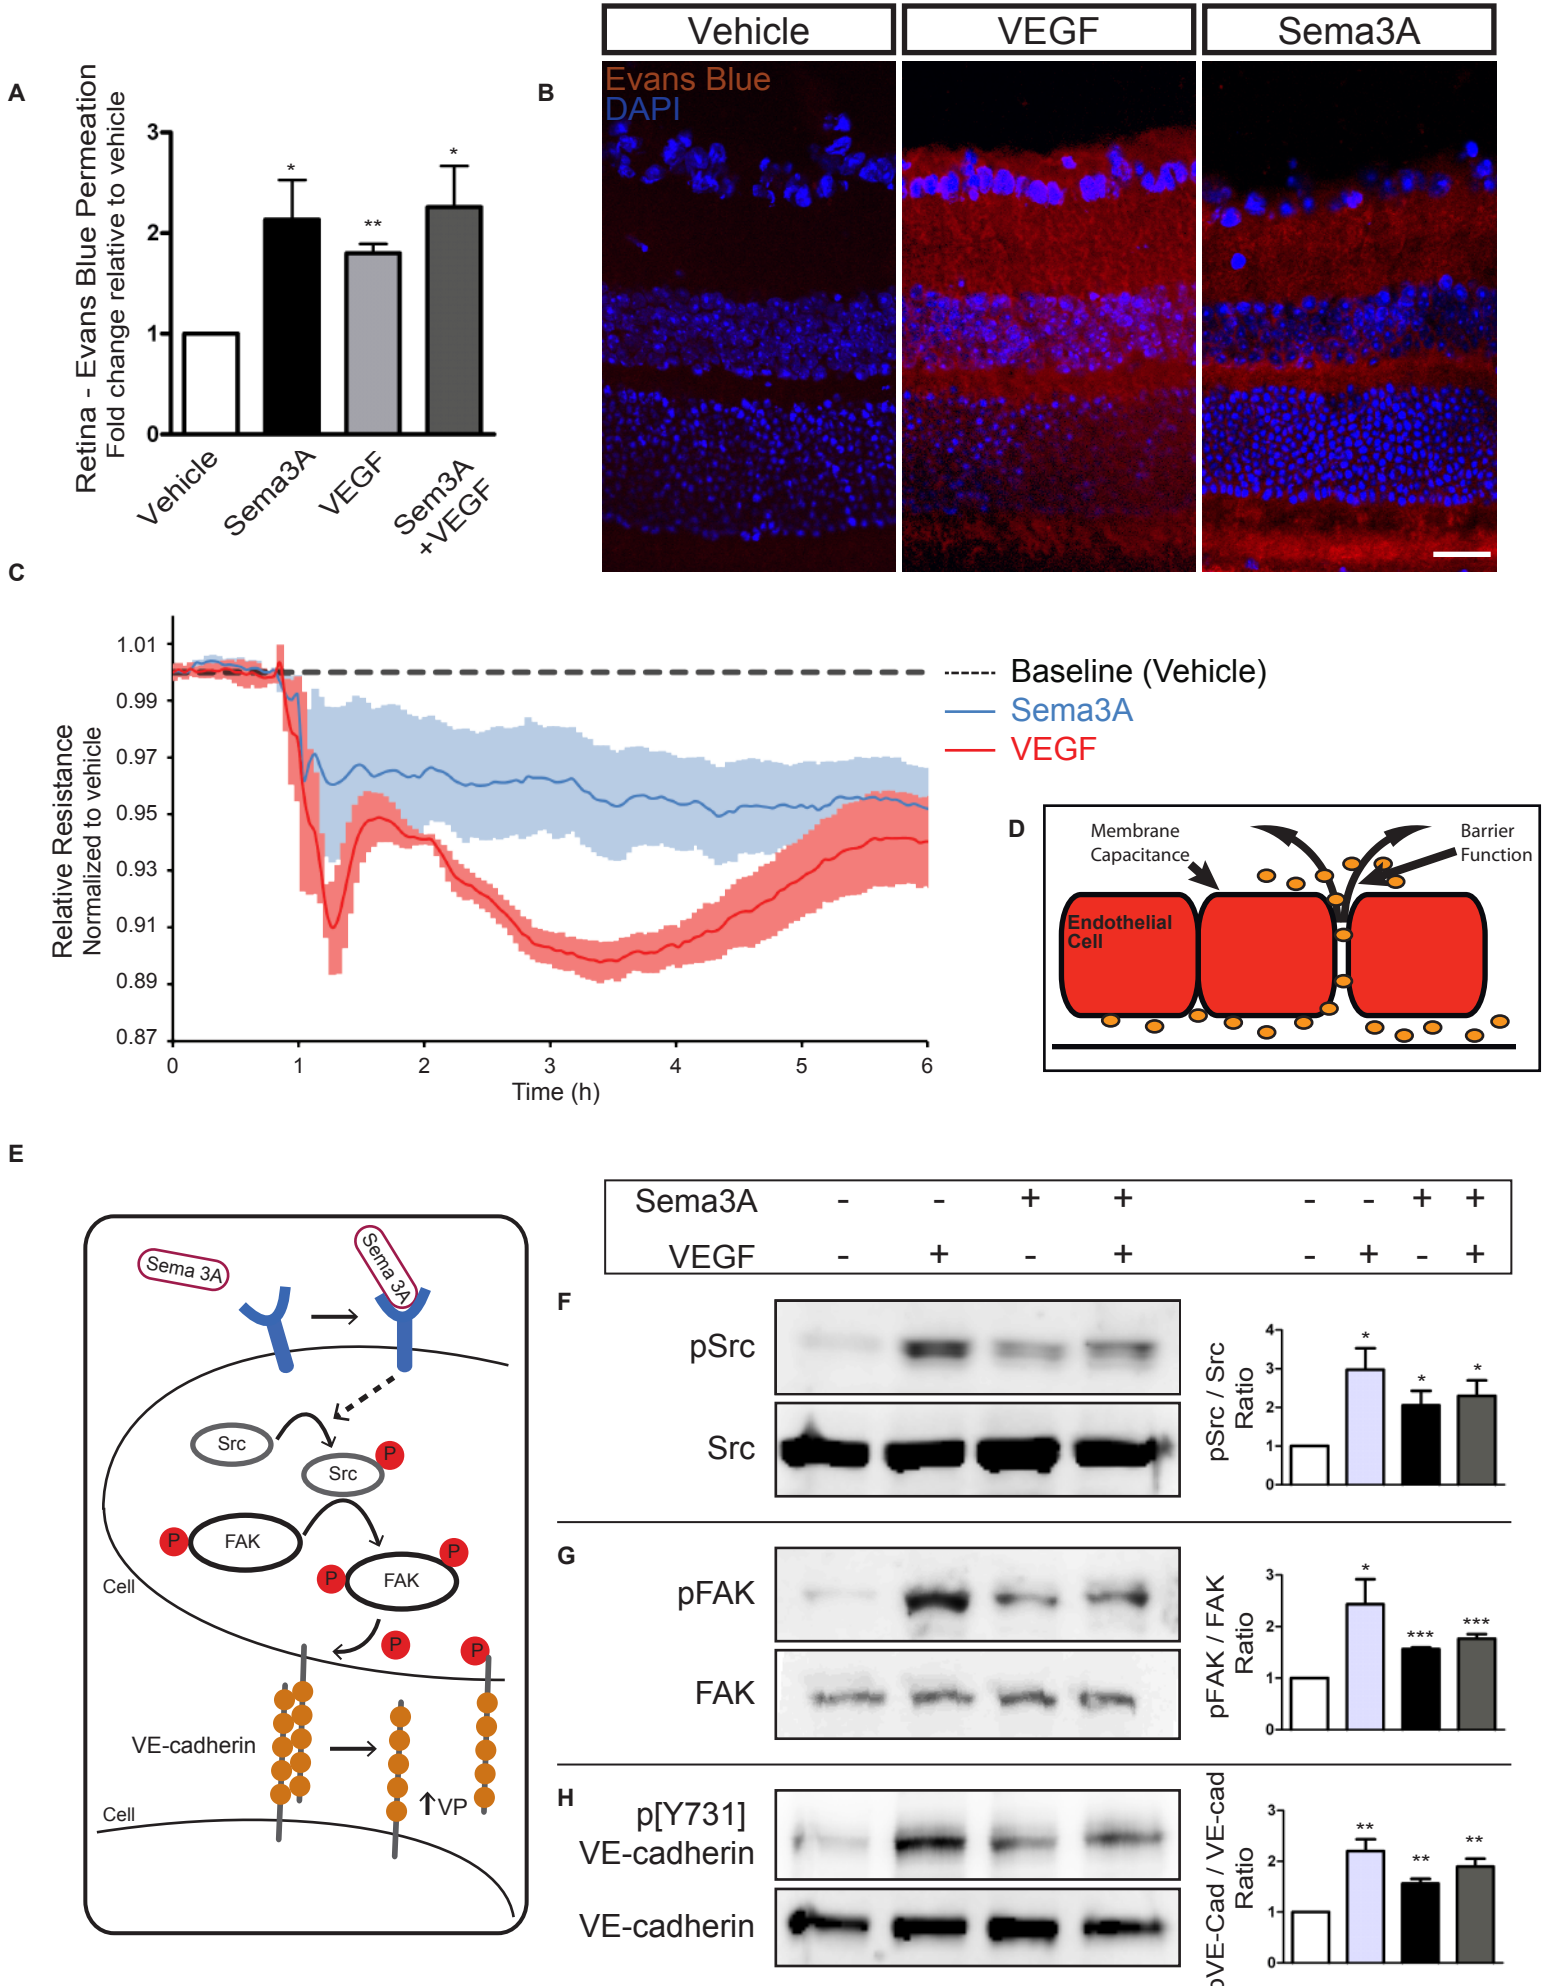 A
Retina - Evans Blue Permeation
Fold change relative to vehicle
3
2
1
0
*
**
*
Vehicle
Sema3A
VEGF
Sem3A
+VEGF
B
Vehicle
VEGF
Sema3A
Evans Blue
DAPI
C
Relative Resistance
Normalized to vehicle
1.01
0.99
0.97
0.95
0.93
0.91
0.89
0.87
0
1
2
3
4
5
6
Time (h)
Baseline (Vehicle)
Sema3A
VEGF
D
Membrane
Capacitance
Barrier
Function
Endothelial
Cell
E
Sema 3A
Sema 3A
Src
Src
P
P
FAK
P
FAK
P
Cell
P
P
VE-cadherin
↑VP
Cell
Sema3A - - + + - - + +
VEGF - + - + - + - +
F
pSrc
Src
pSrc / Src
Ratio
4
3
2
1
0
*
*
*
G
pFAK
FAK
pFAK / FAK
Ratio
3
2
1
0
*
***
***
H
p[Y731]
VE-cadherin
VE-cadherin
pVE-Cad / VE-cad
Ratio
3
2
1
0
**
**
**